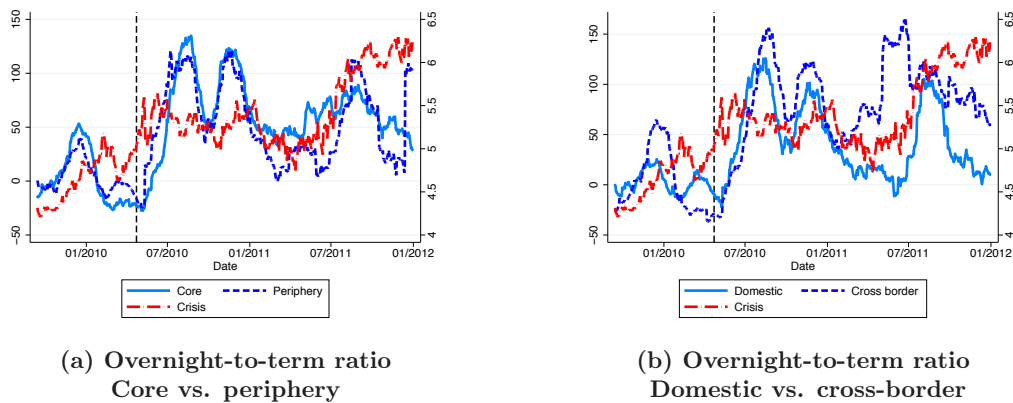 150
100
50
0
−50
6.5
6
5.5
5
4.5
4
01/2010 07/2010 01/2011 07/2011 01/2012
Date
Core Periphery
Crisis
(a) Overnight-to-term ratio
Core vs. periphery
150
100
50
0
−50
6.5
6
5.5
5
4.5
4
01/2010 07/2010 01/2011 07/2011 01/2012
Date
Domestic Cross border
Crisis
(b) Overnight-to-term ratio
Domestic vs. cross-border